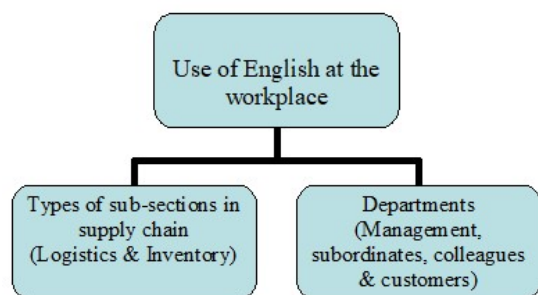 Use of English at the
workplace
Types of sub-sections in
supply chain
(Logistics & Inventory)
Departments
(Management,
subordinates, colleagues
& customers)